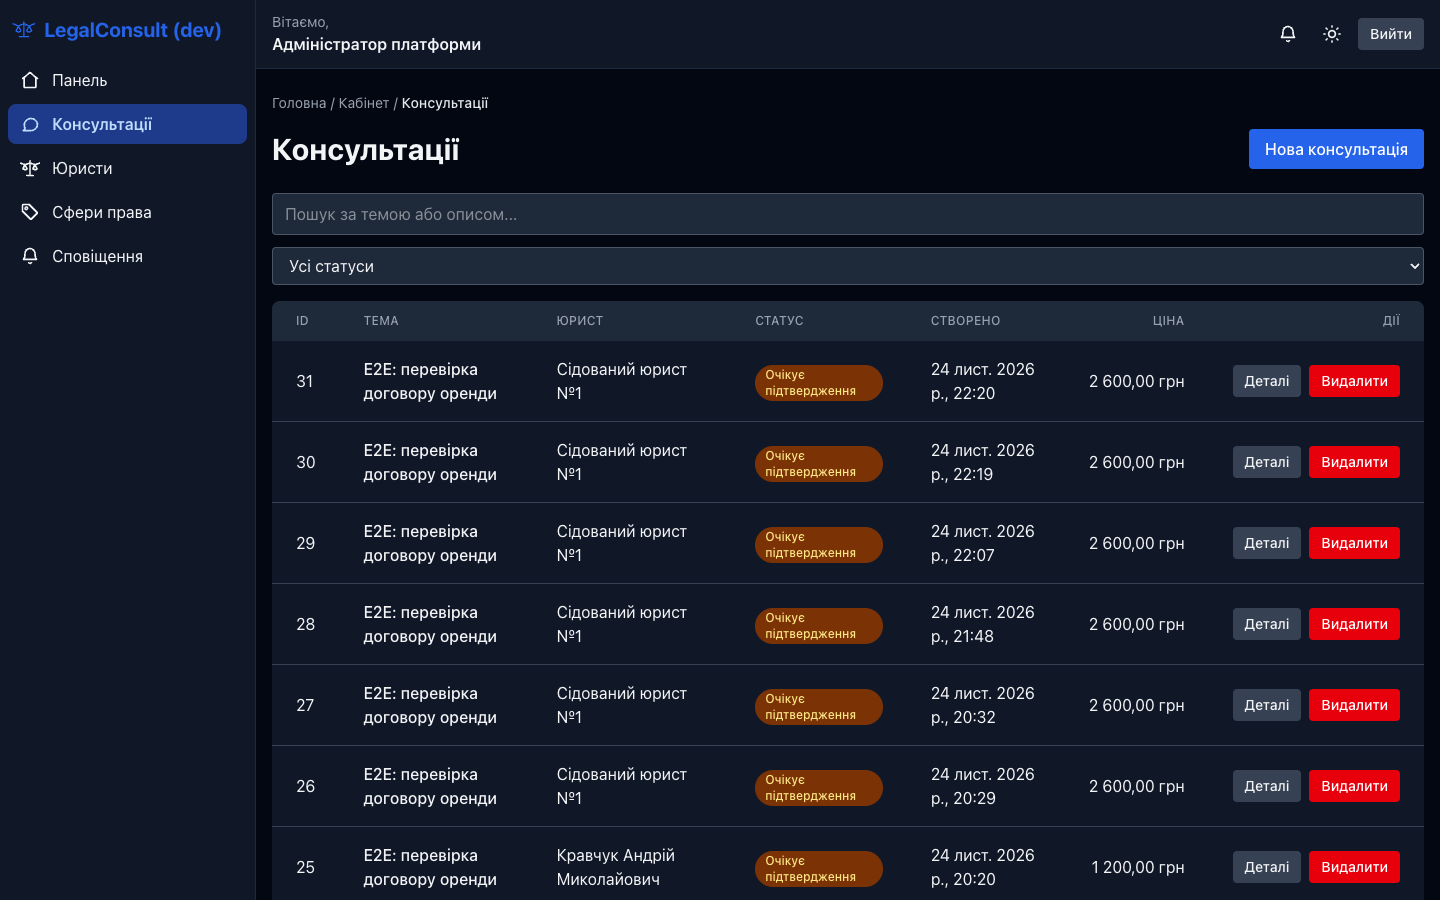 LegalConsult (dev)
Панель
Консультації
Юристи
Сфери права
Сповіщення
Вітаємо,
Адміністратор платформи
Вийти
Головна / Кабінет / Консультації
Консультації
Нова консультація
Пошук за темою або описом...
Усі статуси
ID ТЕМА ЮРИСТ СТАТУС СТВОРЕНО ЦІНА ДІЇ
31 E2E: перевірка договору оренди Сідований юрист №1 Очікує підтвердження 24 лист. 2026 р., 22:20 2 600,00 грн Деталі Видалити
30 E2E: перевірка договору оренди Сідований юрист №1 Очікує підтвердження 24 лист. 2026 р., 22:19 2 600,00 грн Деталі Видалити
29 E2E: перевірка договору оренди Сідований юрист №1 Очікує підтвердження 24 лист. 2026 р., 22:07 2 600,00 грн Деталі Видалити
28 E2E: перевірка договору оренди Сідований юрист №1 Очікує підтвердження 24 лист. 2026 р., 21:48 2 600,00 грн Деталі Видалити
27 E2E: перевірка договору оренди Сідований юрист №1 Очікує підтвердження 24 лист. 2026 р., 20:32 2 600,00 грн Деталі Видалити
26 E2E: перевірка договору оренди Сідований юрист №1 Очікує підтвердження 24 лист. 2026 р., 20:29 2 600,00 грн Деталі Видалити
25 E2E: перевірка договору оренди Кравчук Андрій Миколайович Очікує підтвердження 24 лист. 2026 р., 20:20 1 200,00 грн Деталі Видалити